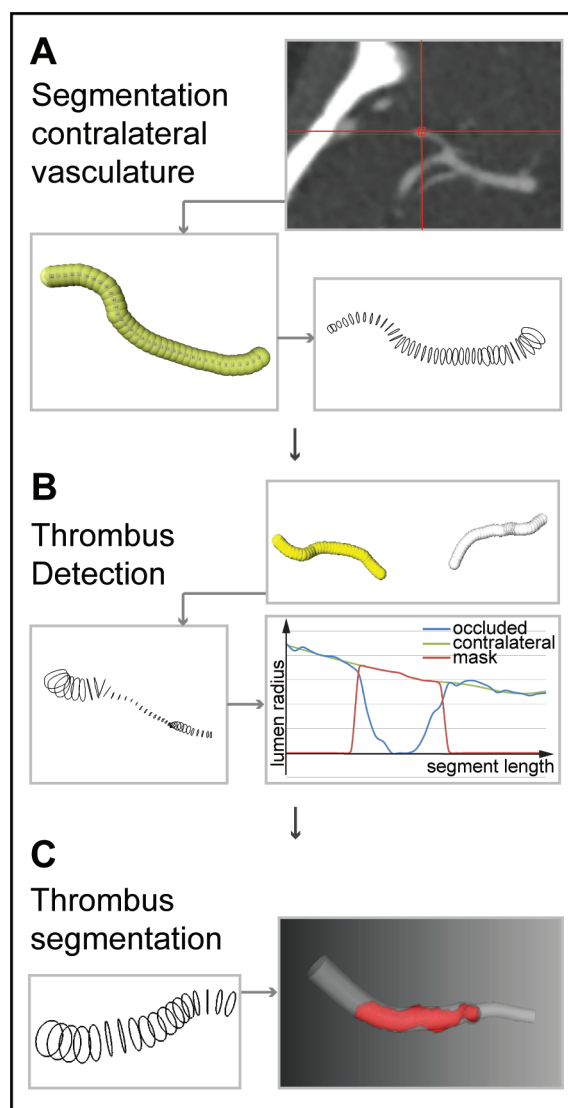 A
Segmentation
contralateral
vasculature
B
Thrombus
Detection
occluded
contralateral
mask
lumen radius
segment length
C
Thrombus
segmentation